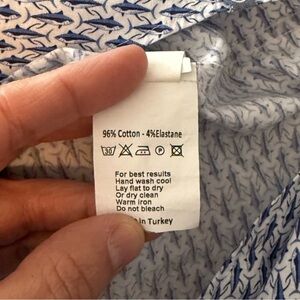 96% Cotton - 4%Elastane
30
P
For best results
Hand wash cool
Lay flat to dry
Or dry clean
Warm iron
Do not bleach
in Turkey